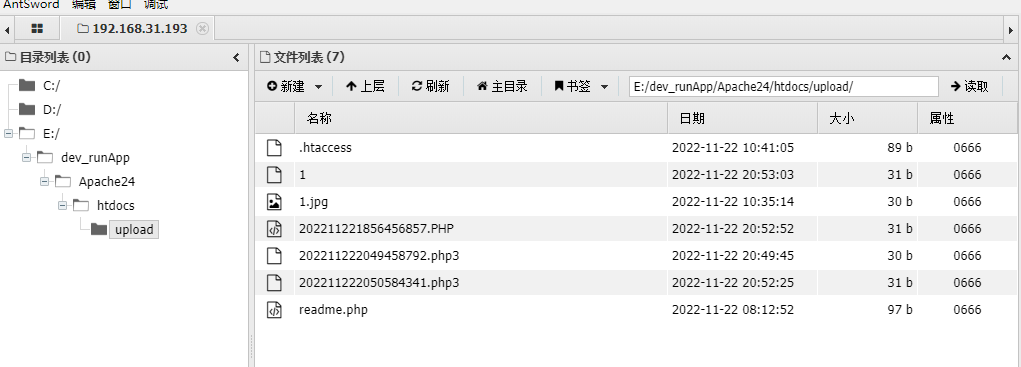 AntSword 编辑 窗口 调试
192.168.31.193
目录列表 (0)
文件列表 (7)
新建 上层 刷新 主目录 书签 E:/dev_runApp/Apache24/htdocs/upload/ 读取
C:/
D:/
E:/
dev_runApp
Apache24
htdocs
upload
名称 日期 大小 属性
.htaccess 2022-11-22 10:41:05 89 b 0666
1 2022-11-22 20:53:03 31 b 0666
1.jpg 2022-11-22 10:35:14 30 b 0666
202211221856456857.PHP 2022-11-22 20:52:52 31 b 0666
202211222049458792.php3 2022-11-22 20:49:45 30 b 0666
202211222050584341.php3 2022-11-22 20:52:25 31 b 0666
readme.php 2022-11-22 08:12:52 97 b 0666